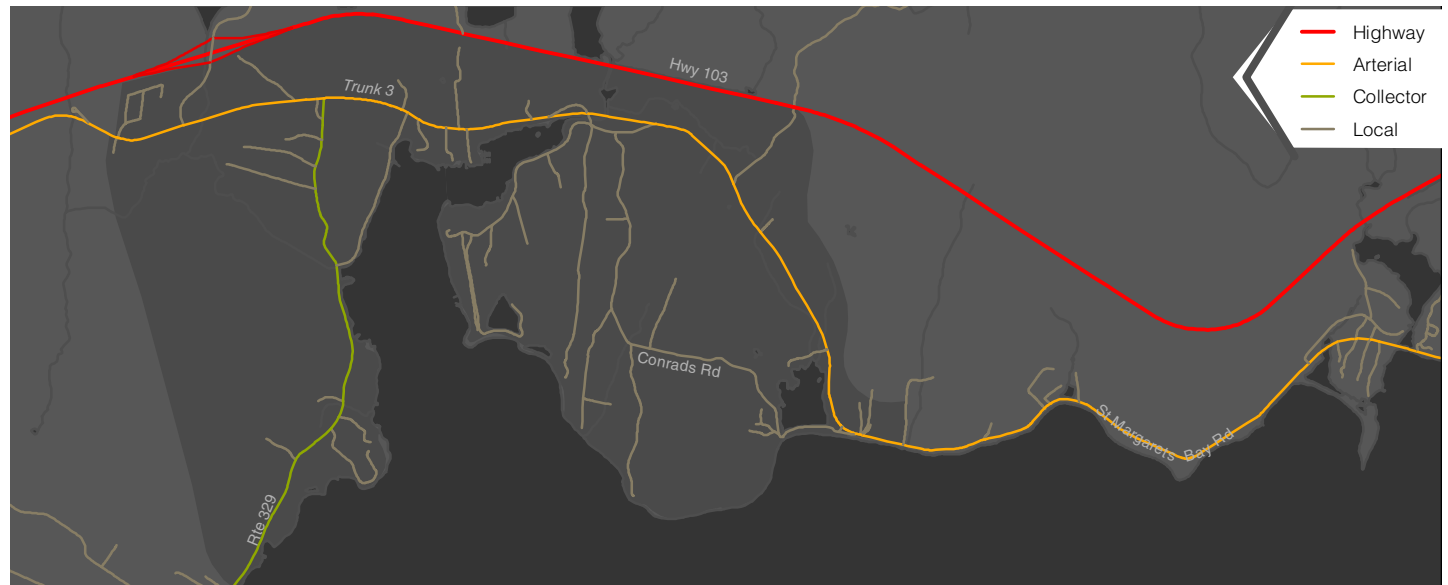 Highway
Arterial
Collector
Local
Hwy 103
Trunk 3
Conrads Rd
St Margarets Bay Rd
Rte 329